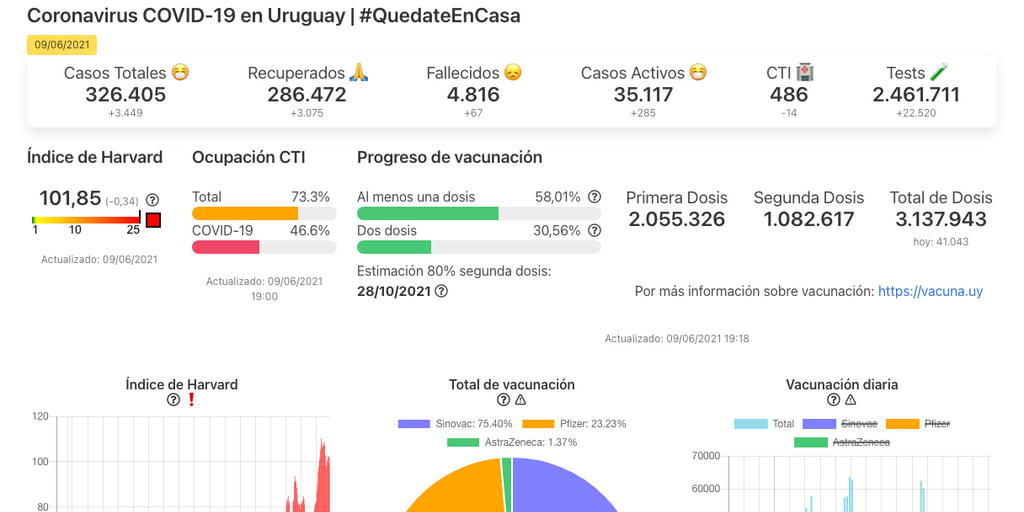 Coronavirus COVID-19 en Uruguay | #QuedateEnCasa
09/06/2021
Casos Totales 😷 Recuperados 🙏 Fallecidos 😞 Casos Activos 😷 CTI 🏥 Tests 🧪
326.405 286.472 4.816 35.117 486 2.461.711
+3.449 +3.075 +67 +285 -14 +22.520
Índice de Harvard Ocupación CTI Progreso de vacunación
101,85 (-0,34)
1 10 25
Actualizado: 09/06/2021
Total 73.3%
COVID-19 46.6%
Actualizado: 09/06/2021
19:00
Al menos una dosis 58,01%
Dos dosis 30,56%
Estimación 80% segunda dosis:
28/10/2021
Primera Dosis Segunda Dosis Total de Dosis
2.055.326 1.082.617 3.137.943
hoy: 41.043
Por más información sobre vacunación: https://vacuna.uy
Actualizado: 09/06/2021 19:18
Índice de Harvard
❗
120
100
80
Total de vacunación
Sinovac: 75.40% Pfizer: 23.23%
AstraZeneca: 1.37%
Vacunación diaria
Total Sinovac Pfizer
AstraZeneca
70000
60000